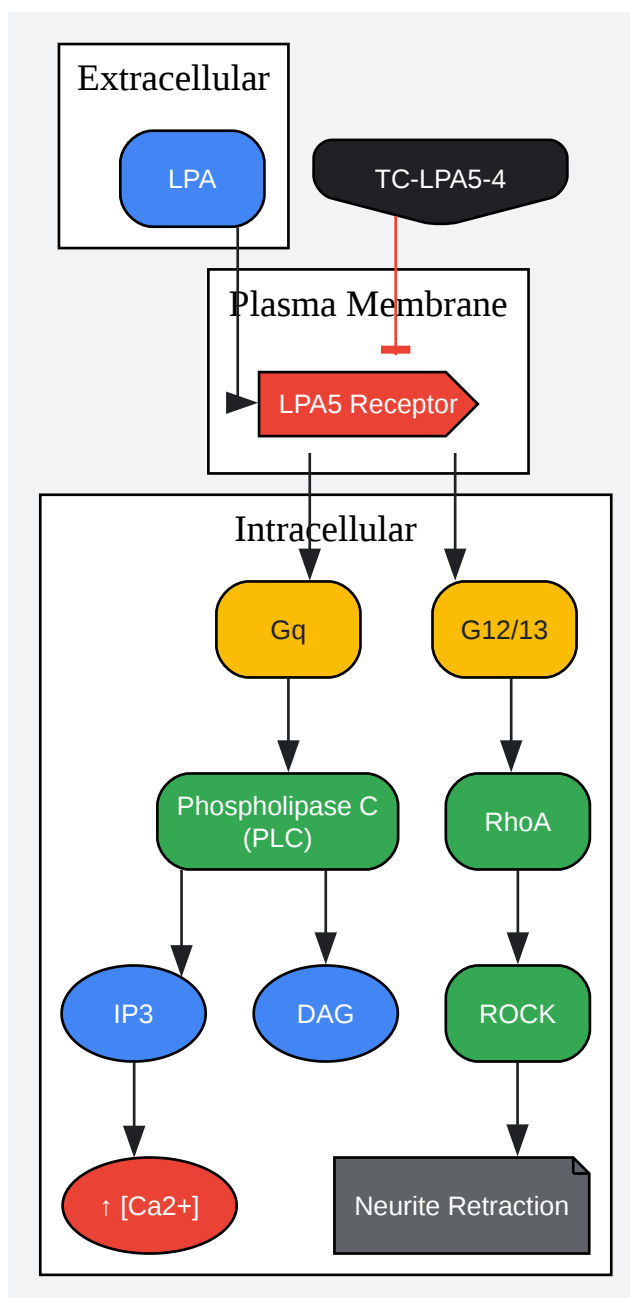 Extracellular
LPA
TC-LPA5-4
Plasma Membrane
LPA5 Receptor
Intracellular
Gq
G12/13
Phospholipase C
(PLC)
RhoA
IP3
DAG
ROCK
↑ [Ca2+]
Neurite Retraction